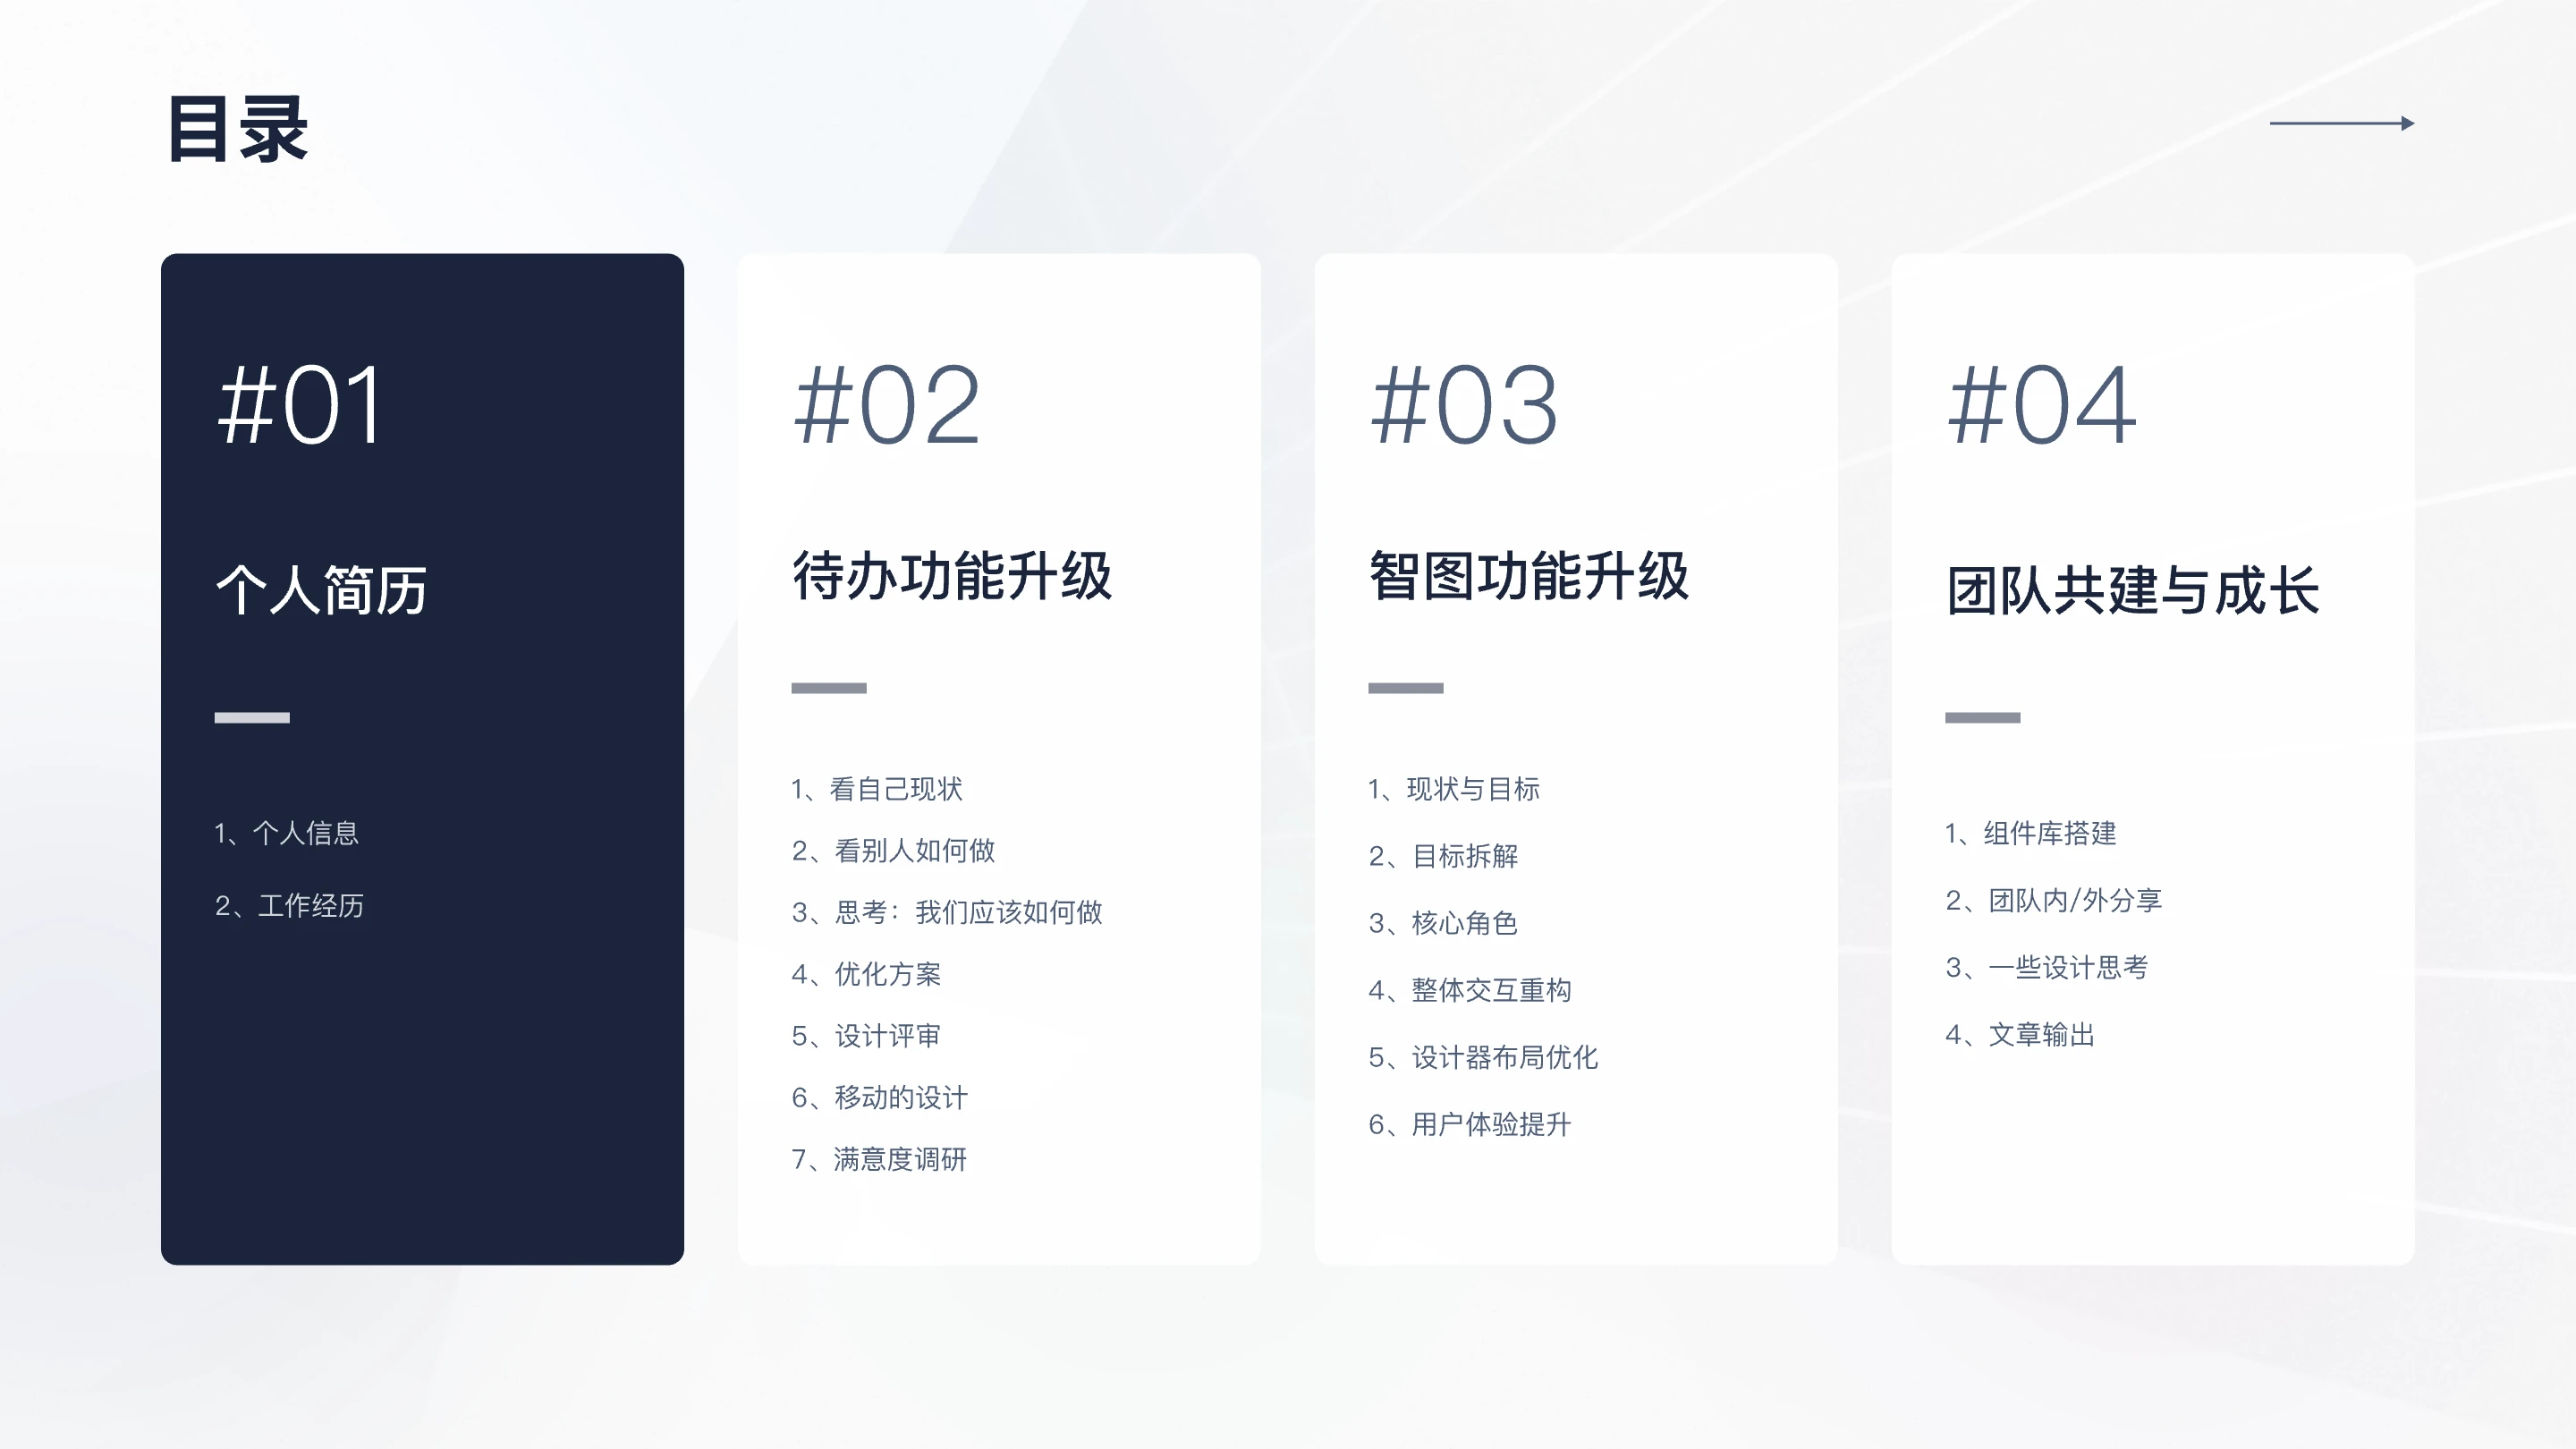 目录
#01
个人简历
1、个人信息
2、工作经历
#02
待办功能升级
1、看自己现状
2、看别人如何做
3、思考：我们应该如何做
4、优化方案
5、设计评审
6、移动的设计
7、满意度调研
#03
智图功能升级
1、现状与目标
2、目标拆解
3、核心角色
4、整体交互重构
5、设计器布局优化
6、用户体验提升
#04
团队共建与成长
1、组件库搭建
2、团队内/外分享
3、一些设计思考
4、文章输出